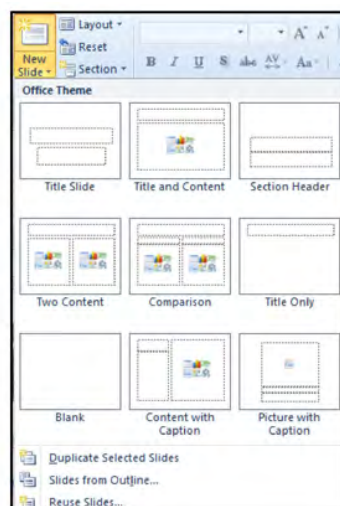 Layout
Reset
New
Slide
Section
B I U S abc AV Aa
A A
Office Theme
Title Slide
Title and Content
Section Header
Two Content
Comparison
Title Only
Blank
Content with
Caption
Picture with
Caption
Duplicate Selected Slides
Slides from Outline...
Reuse Slides...